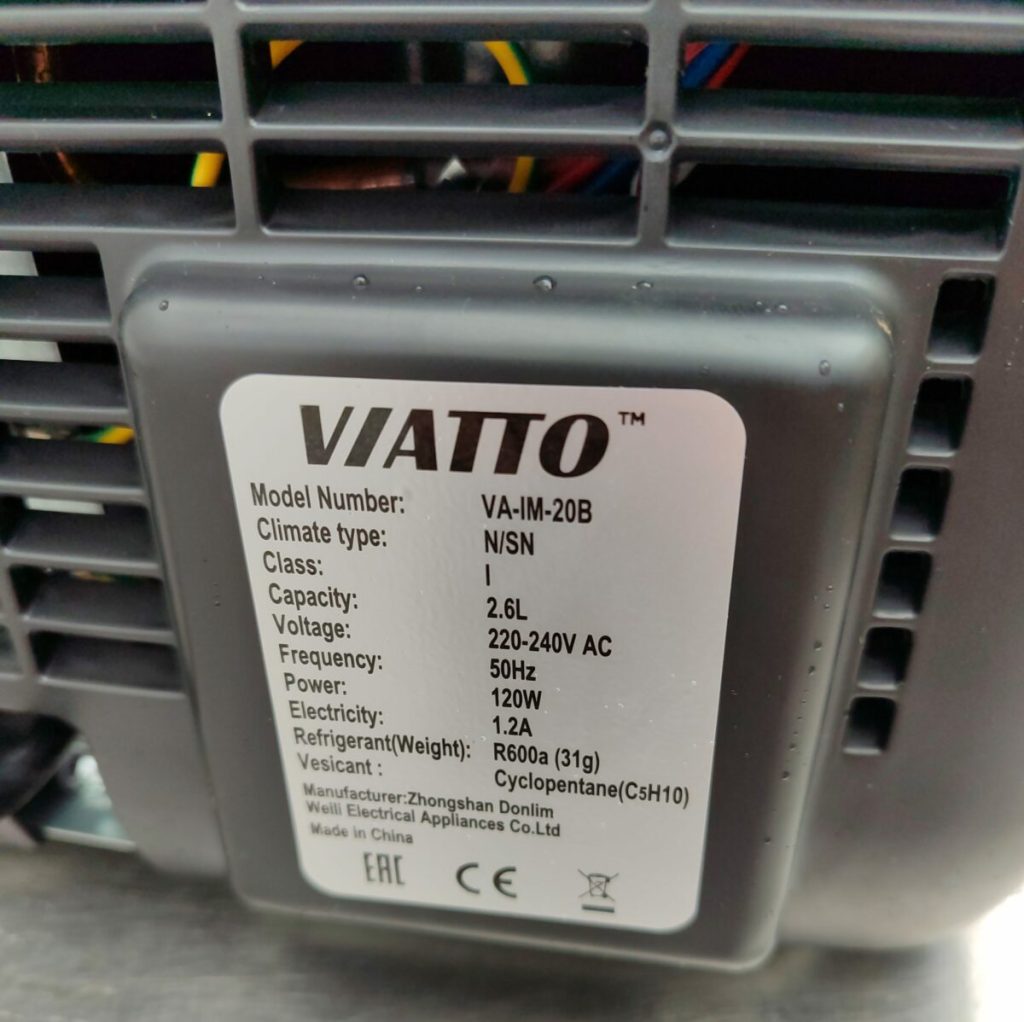 VIATTO™
Model Number: VA-IM-20B
Climate type: N/SN
Class: I
Capacity: 2.6L
Voltage: 220-240V AC
Frequency: 50Hz
Power: 120W
Electricity: 1.2A
Refrigerant(Weight): R600a (31g)
Vesicant : Cyclopentane(C5H10)
Manufacturer:Zhongshan Donlim
Weili Electrical Appliances Co.Ltd
Made in China
EAC CE